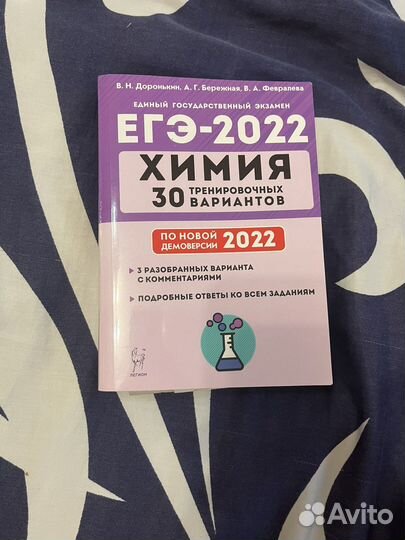 В. Н. Доронькин, А. Г. Бережная, В. А. Февралева
ЕДИНЫЙ ГОСУДАРСТВЕННЫЙ ЭКЗАМЕН
ЕГЭ-2022
ХИМИЯ
30 ТРЕНИРОВОЧНЫХ
ВАРИАНТОВ
ПО НОВОЙ
ДЕМОВЕРСИИ 2022
3 РАЗОБРАННЫХ ВАРИАНТА
С КОММЕНТАРИЯМИ
ПОДРОБНЫЕ ОТВЕТЫ КО ВСЕМ ЗАДАНИЯМ
ЛЕГИОН
Avito